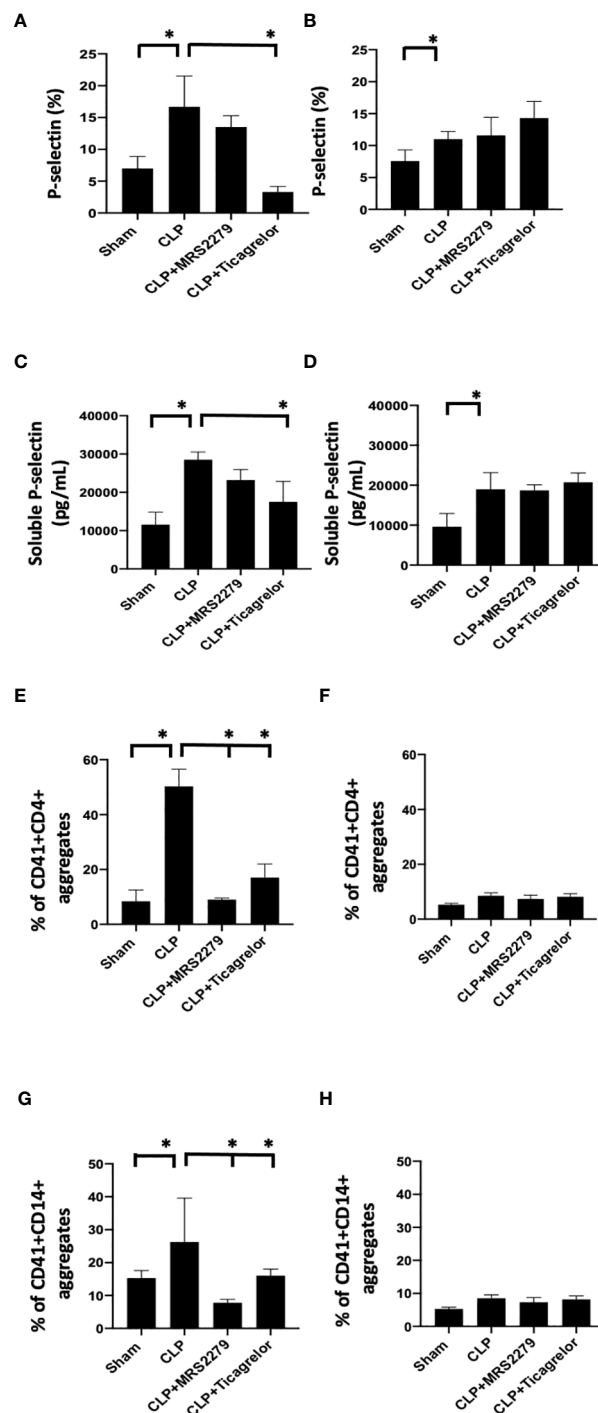 A
B
*
*
*
P-selectin (%)
25
20
15
10
5
0
Sham
CLP
CLP+MRS2279
CLP+Ticagrelor
P-selectin (%)
25
20
15
10
5
0
Sham
CLP
CLP+MRS2279
CLP+Ticagrelor
C
D
*
*
*
Soluble P-selectin
(pg/mL)
40000
30000
20000
10000
0
Sham
CLP
CLP+MRS2279
CLP+Ticagrelor
Soluble P-selectin
(pg/mL)
40000
30000
20000
10000
0
Sham
CLP
CLP+MRS2279
CLP+Ticagrelor
E
F
*
*
*
% of CD41+CD4+
aggregates
60
40
20
0
Sham
CLP
CLP+MRS2279
CLP+Ticagrelor
% of CD41+CD4+
aggregates
60
40
20
0
Sham
CLP
CLP+MRS2279
CLP+Ticagrelor
G
H
*
*
*
% of CD41+CD14+
aggregates
50
40
30
20
10
0
Sham
CLP
CLP+MRS2279
CLP+Ticagrelor
% of CD41+CD14+
aggregates
50
40
30
20
10
0
Sham
CLP
CLP+MRS2279
CLP+Ticagrelor